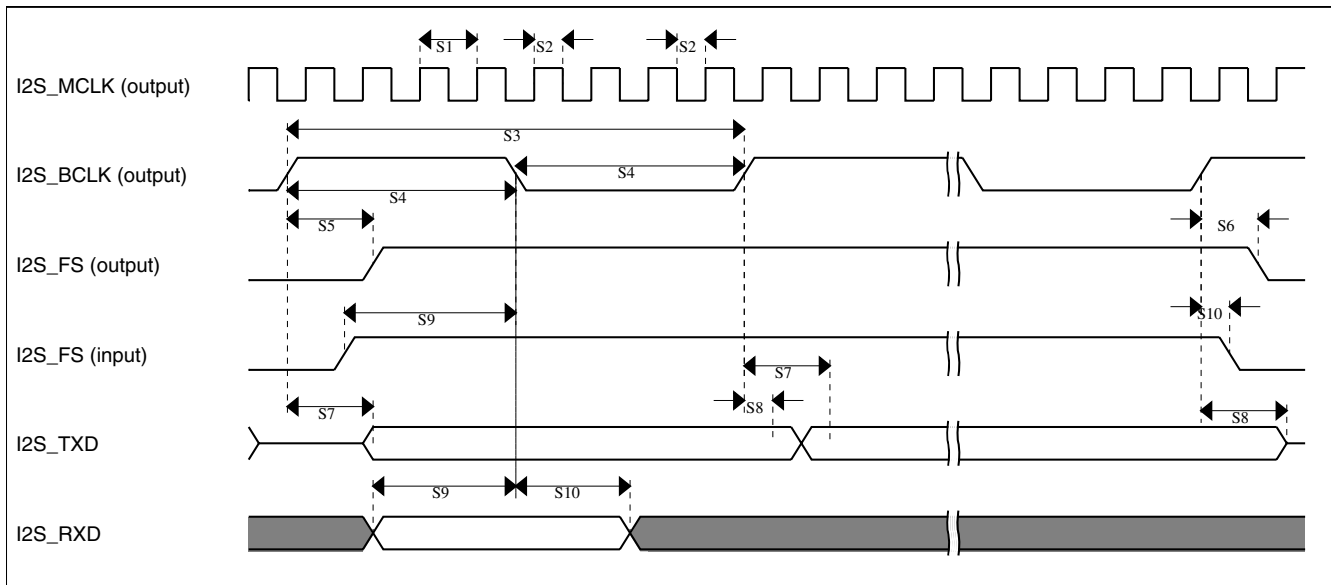 S1 S2 S2
I2S_MCLK (output)
S3
I2S_BCLK (output) S4
S4
S5 S6
I2S_FS (output)
S9 S10
I2S_FS (input)
S7
S7 S8 S8
I2S_TXD
S9 S10
I2S_RXD